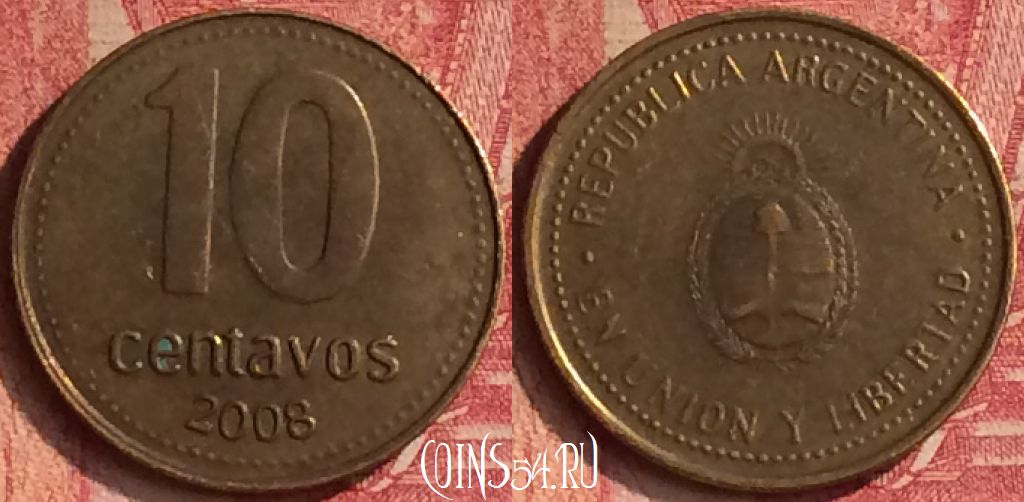 10
centavos
2008
REPUBLICA ARGENTINA
EN UNION Y LIBERTAD
COINS54.RU